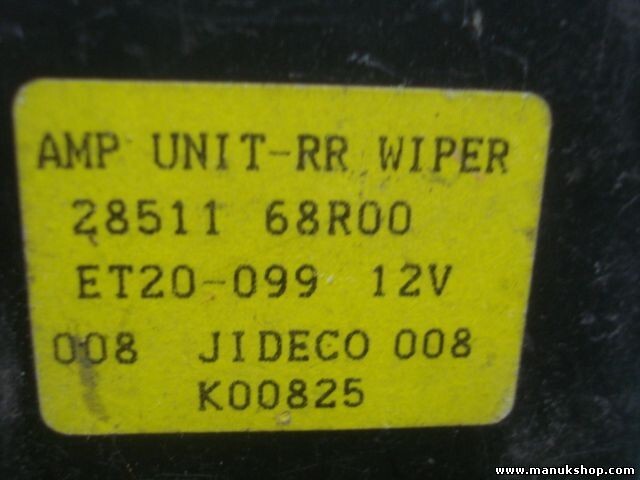 AMP UNIT-RR WIPER
28511 68R00
ET20-099 12V
008 JIDECO 008
K00825
www.manukshop.com